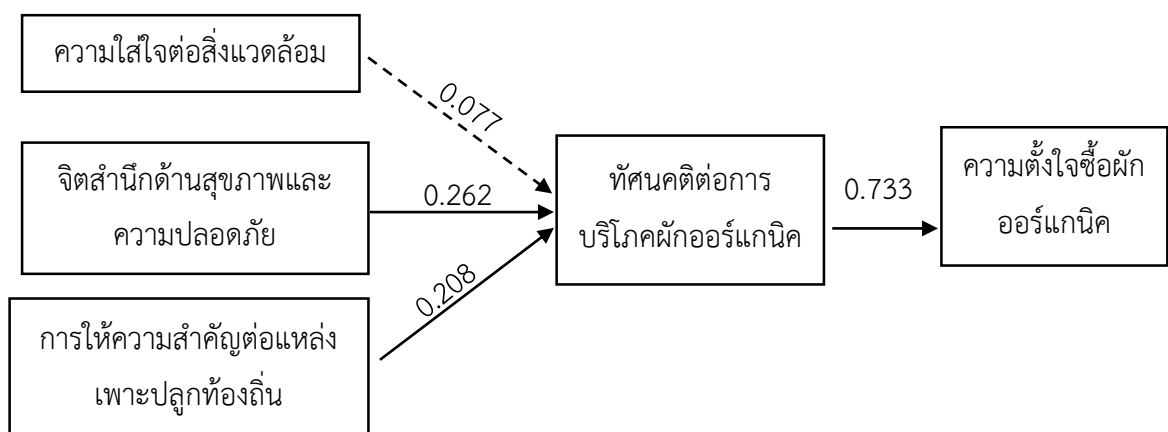 ความใส่ใจต่อสิ่งแวดล้อม
0.077
จิตสำนึกด้านสุขภาพและ
ความปลอดภัย
0.262
การให้ความสำคัญต่อแหล่ง
เพาะปลูกท้องถิ่น
0.208
ทัศนคติต่อการ
บริโภคผักออร์แกนิค
0.733
ความตั้งใจซื้อผัก
ออร์แกนิค